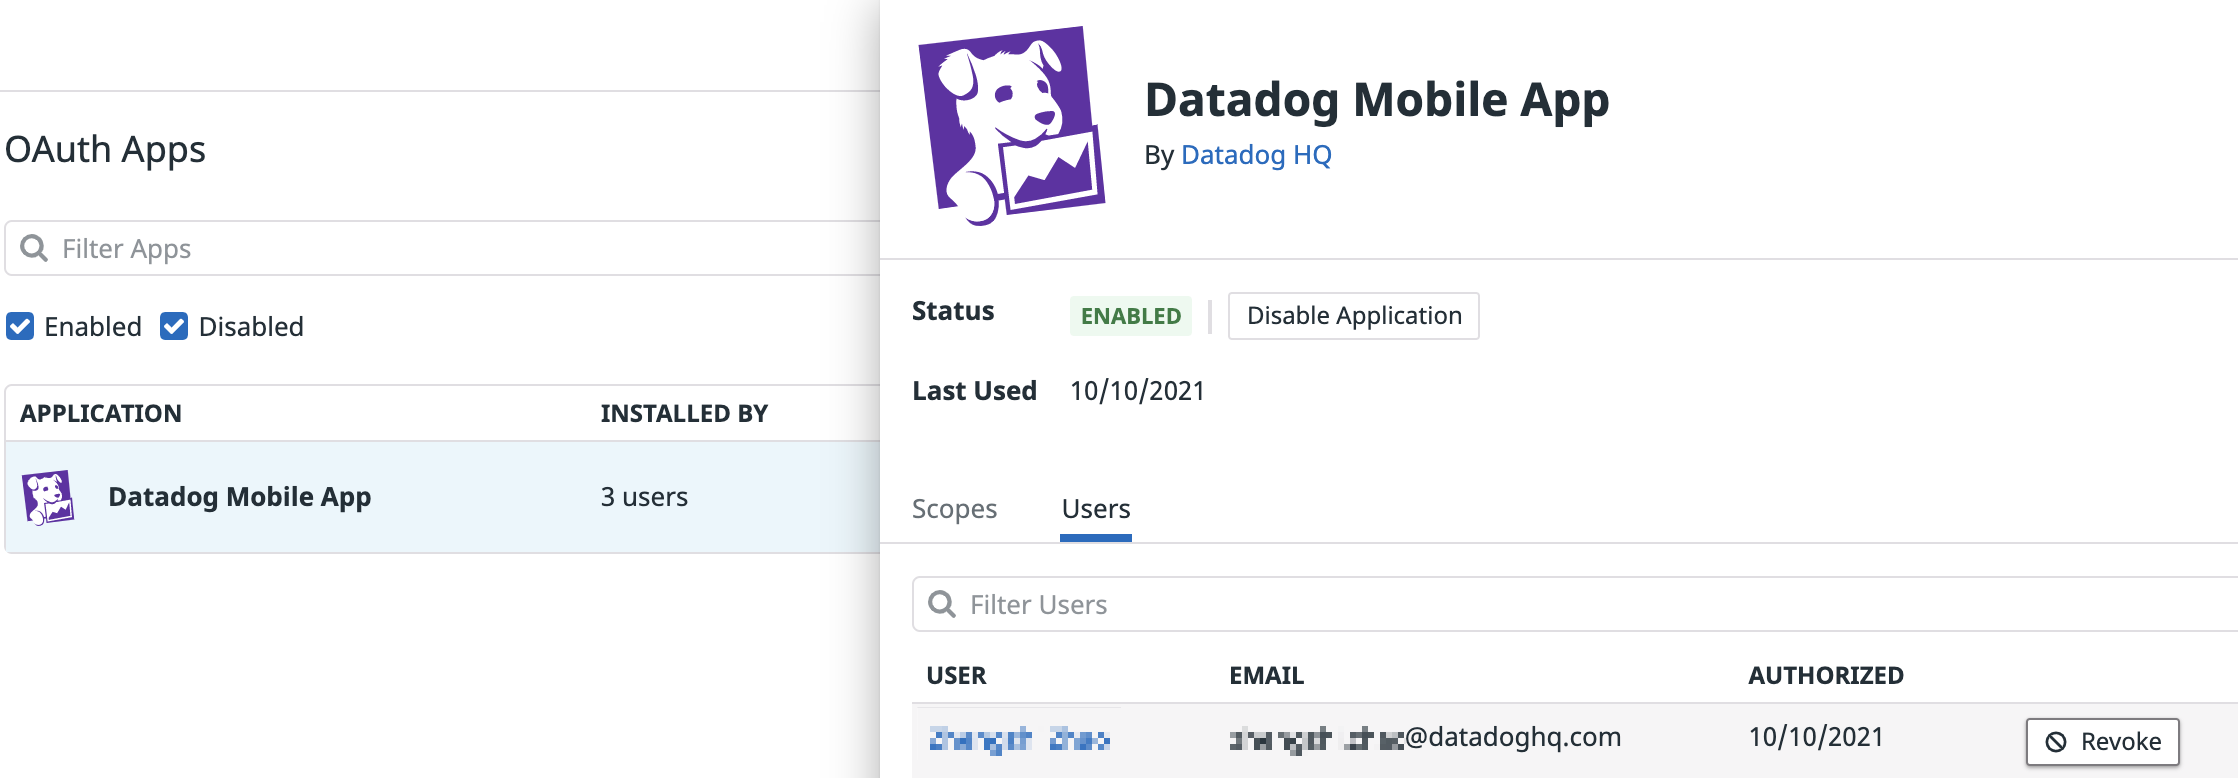 OAuth Apps
Filter Apps
Enabled Disabled
APPLICATION INSTALLED BY
Datadog Mobile App 3 users
Datadog Mobile App
By Datadog HQ
Status ENABLED Disable Application
Last Used 10/10/2021
Scopes Users
Filter Users
USER EMAIL AUTHORIZED
@datadoghq.com 10/10/2021 Revoke